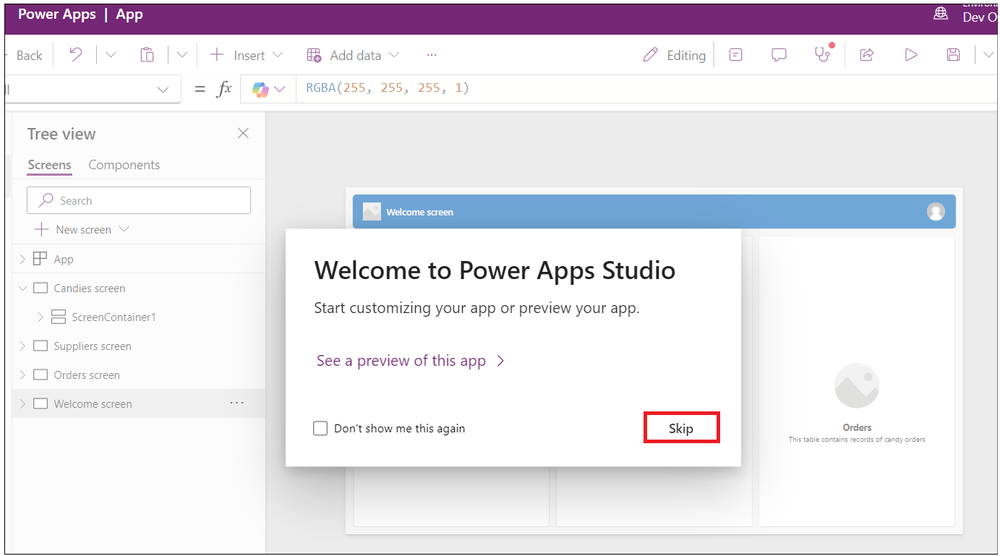 Power Apps | App
Dev O
Back
Insert
Add data
...
Editing
= fx
RGBA(255, 255, 255, 1)
Tree view
Screens
Components
Search
New screen
App
Candies screen
ScreenContainer1
Suppliers screen
Orders screen
Welcome screen
...
Welcome screen
Welcome to Power Apps Studio
Start customizing your app or preview your app.
See a preview of this app
Don't show me this again
Skip
Orders
This table contains records of candy orders